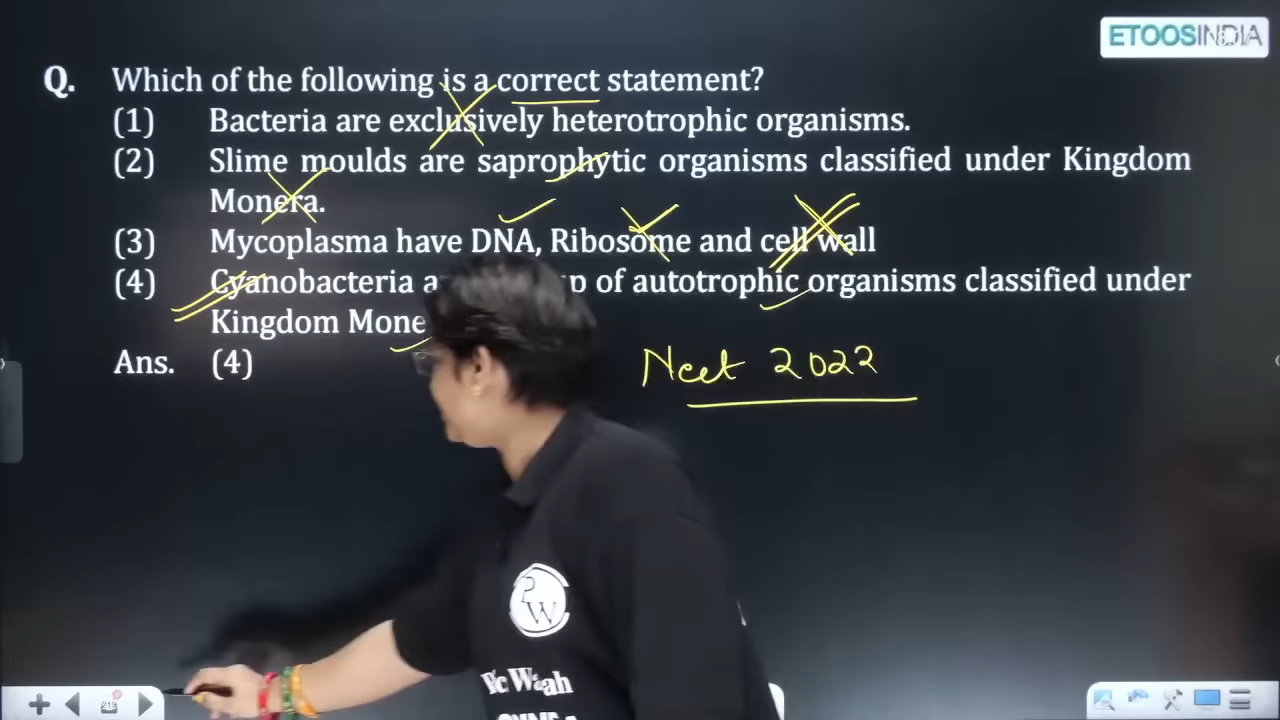 ETOOSINDIA
Q. Which of the following is a correct statement?
(1) Bacteria are exclusively heterotrophic organisms.
(2) Slime moulds are saprophytic organisms classified under Kingdom
Monera.
(3) Mycoplasma have DNA, Ribosome and cell wall
(4) Cyanobacteria of autotrophic organisms classified under
Kingdom
Ans. (4)
Neet 2022
PW
219